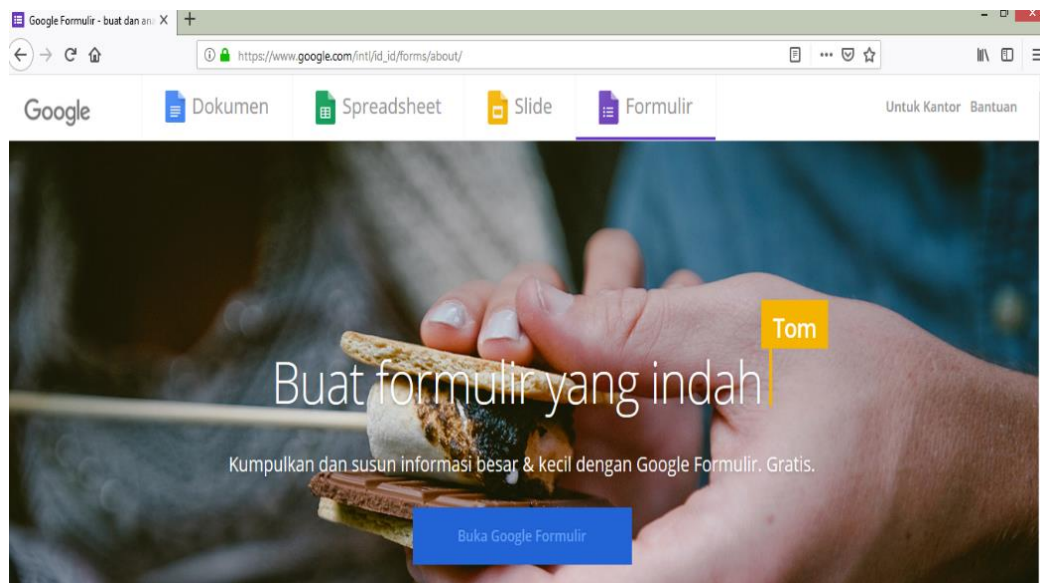 Google Formulir - buat dan ana
https://www.google.com/intl/id_id/forms/about/
Google Dokumen Spreadsheet Slide Formulir Untuk Kantor Bantuan
Tom
Buat formulir yang indah
Kumpulkan dan susun informasi besar & kecil dengan Google Formulir. Gratis.
Buka Google Formulir